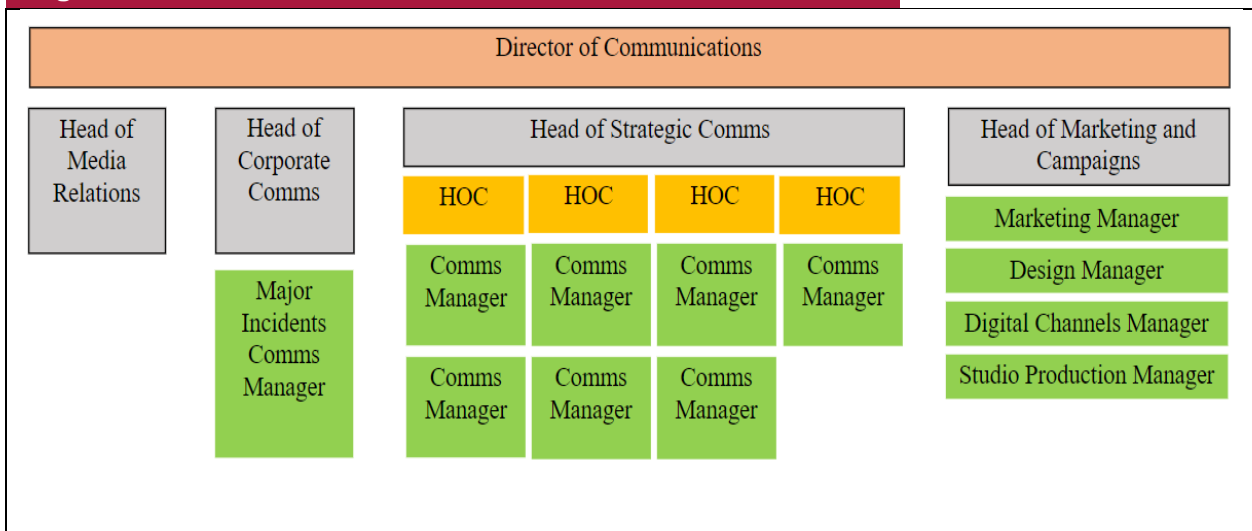 Director of Communications
Head of
Media
Relations
Head of
Corporate
Comms
Major
Incidents
Comms
Manager
Head of Strategic Comms
HOC
HOC
HOC
HOC
Comms
Manager
Comms
Manager
Comms
Manager
Comms
Manager
Comms
Manager
Comms
Manager
Comms
Manager
Head of Marketing and
Campaigns
Marketing Manager
Design Manager
Digital Channels Manager
Studio Production Manager